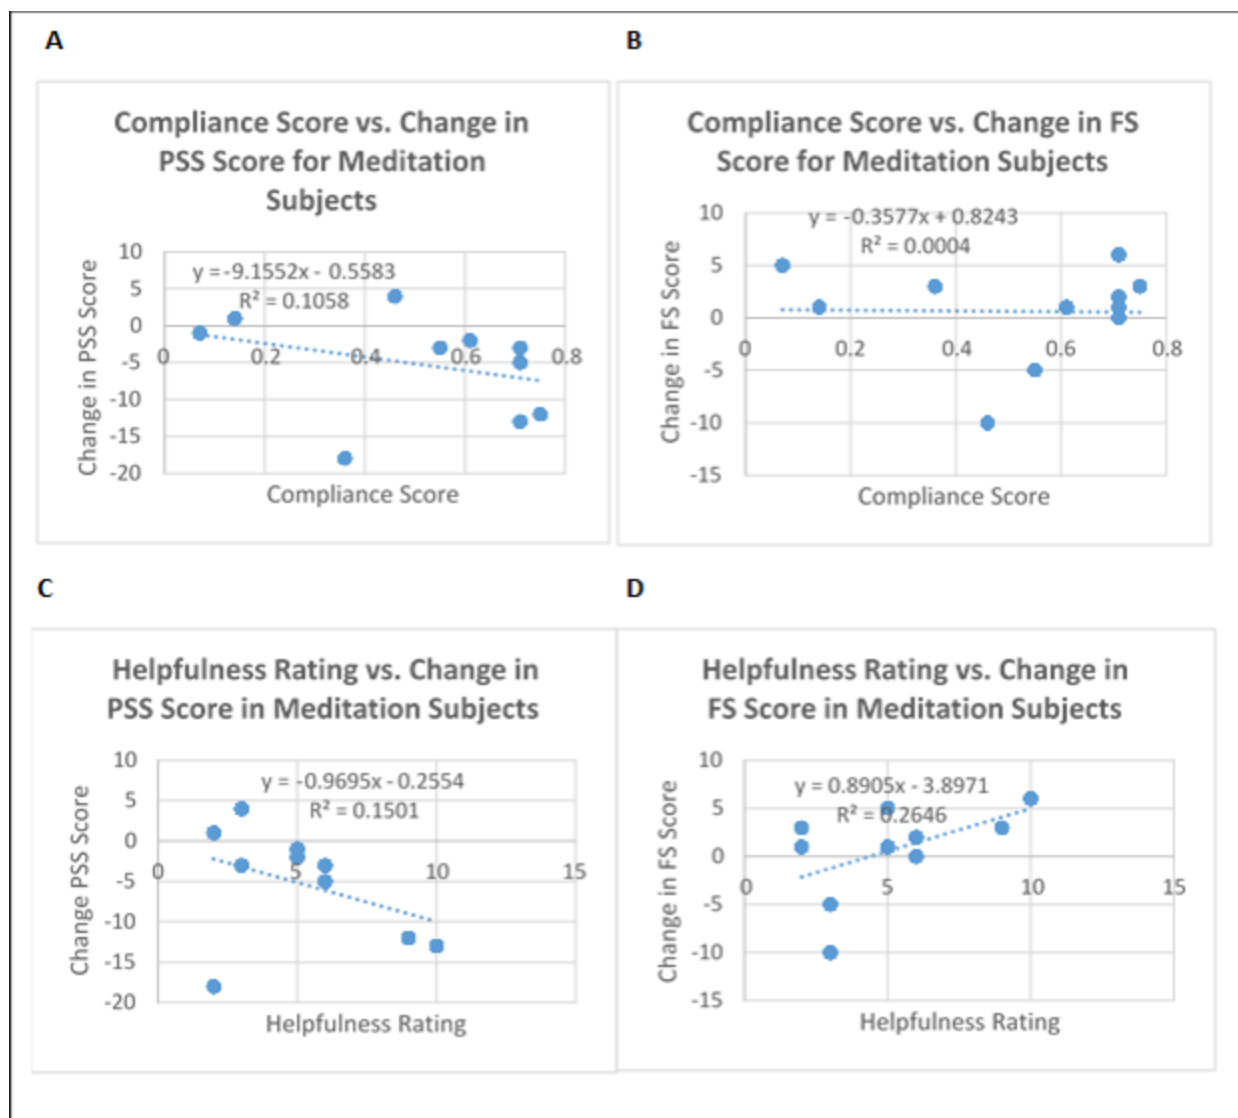 A
Compliance Score vs. Change in
PSS Score for Meditation
Subjects
10
5
0
-5
-10
-15
-20
y = -9.1552x - 0.5583
R² = 0.1058
0
0.2
0.4
0.6
0.8
Change in PSS Score
Compliance Score
B
Compliance Score vs. Change in FS
Score for Meditation Subjects
10
5
0
-5
-10
-15
y = -0.3577x + 0.8243
R² = 0.0004
0
0.2
0.4
0.6
0.8
Change in FS Score
Compliance Score
C
Helpfulness Rating vs. Change in
PSS Score in Meditation Subjects
10
5
0
-5
-10
-15
-20
y = -0.9695x - 0.2554
R² = 0.1501
0
5
10
15
Change PSS Score
Helpfulness Rating
D
Helpfulness Rating vs. Change in
FS Score in Meditation Subjects
10
5
0
-5
-10
-15
y = 0.8905x - 3.8971
R² = 0.2646
0
5
10
15
Change in FS Score
Helpfulness Rating